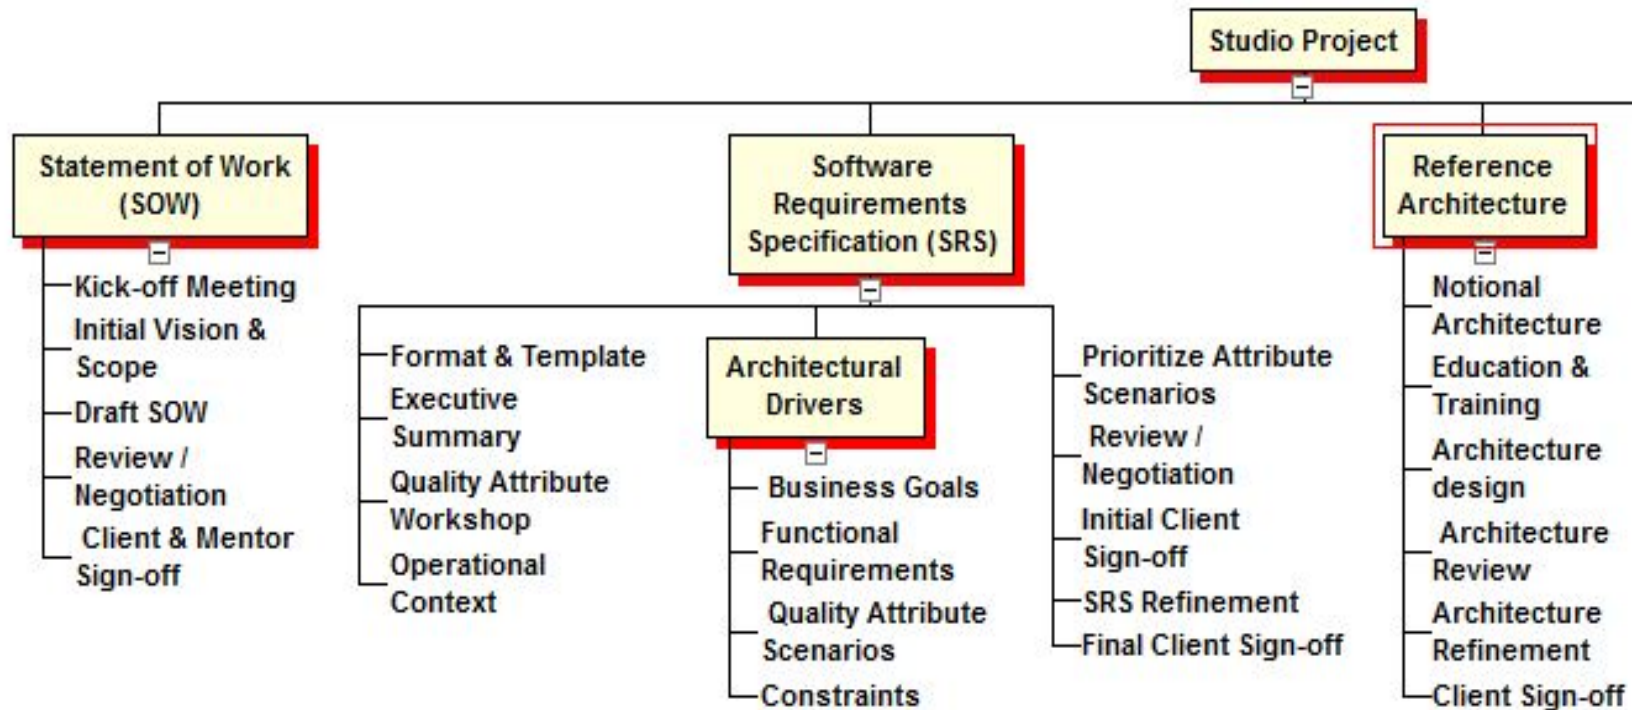 Studio Project
Statement of Work
(SOW)
Kick-off Meeting
Initial Vision &
Scope
Draft SOW
Review /
Negotiation
Client & Mentor
Sign-off
Software
Requirements
Specification (SRS)
Format & Template
Executive
Summary
Quality Attribute
Workshop
Operational
Context
Architectural
Drivers
Business Goals
Functional
Requirements
Quality Attribute
Scenarios
Constraints
Prioritize Attribute
Scenarios
Review /
Negotiation
Initial Client
Sign-off
SRS Refinement
Final Client Sign-off
Reference
Architecture
Notional
Architecture
Education &
Training
Architecture
design
Architecture
Review
Architecture
Refinement
Client Sign-off